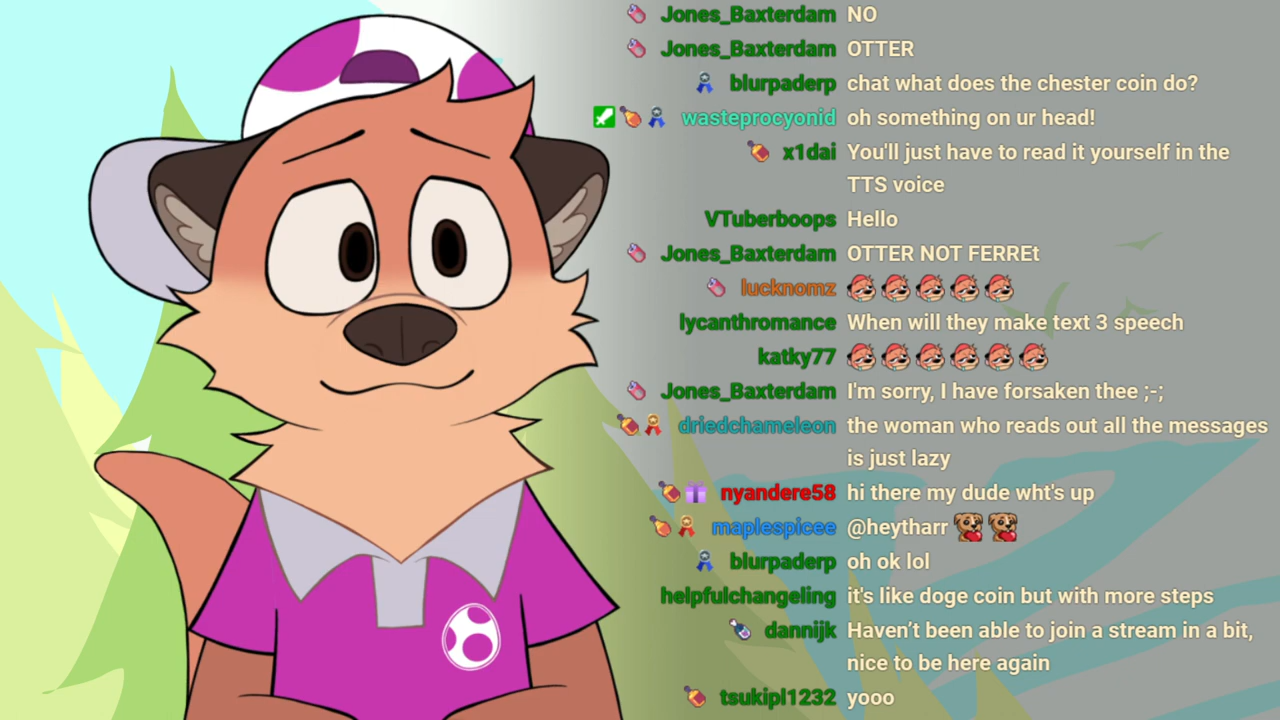 Jones_Baxterdam NO
Jones_Baxterdam OTTER
blurpaderp chat what does the chester coin do?
wasteprocyonid oh something on ur head!
x1dai You'll just have to read it yourself in the
TTS voice
VTuberboops Hello
Jones_Baxterdam OTTER NOT FERREt
lucknomz
lycanthromance When will they make text 3 speech
katky77
Jones_Baxterdam I'm sorry, I have forsaken thee ;-;
driedchameleon the woman who reads out all the messages
is just lazy
nyandere58 hi there my dude wht's up
maplespicee @heytharr
blurpaderp oh ok lol
helpfulchangeling it's like doge coin but with more steps
dannijk Haven’t been able to join a stream in a bit,
nice to be here again
tsukipl1232 yooo